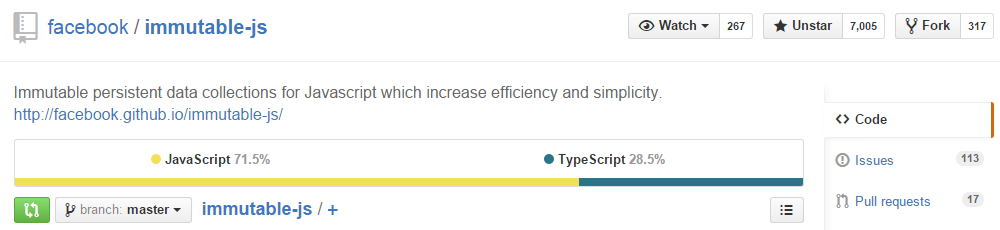 facebook / immutable-js
Watch 267 Unstar 7,005 Fork 317
Immutable persistent data collections for Javascript which increase efficiency and simplicity.
http://facebook.github.io/immutable-js/
JavaScript 71.5% TypeScript 28.5%
branch: master immutable-js / +
Code
Issues 113
Pull requests 17